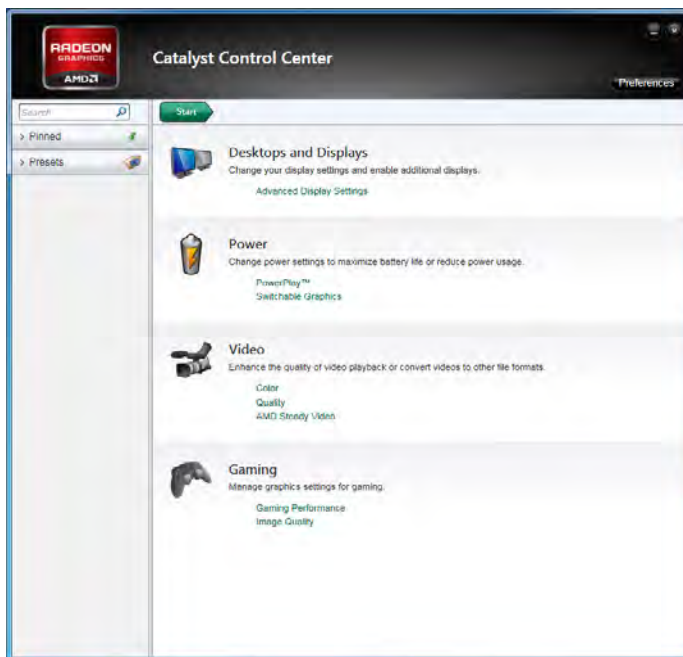 RADEON
GRAPHICS
AMD
Catalyst Control Center
Preferences
Search
Start
> Pinned
> Presets
Desktops and Displays
Change your display settings and enable additional displays.
Advanced Display Settings
Power
Change power settings to maximize battery life or reduce power usage.
PowerPlay™
Switchable Graphics
Video
Enhance the quality of video playback or convert videos to other file formats.
Color
Quality
AMD Steady Video
Gaming
Manage graphics settings for gaming.
Gaming Performance
Image Quality